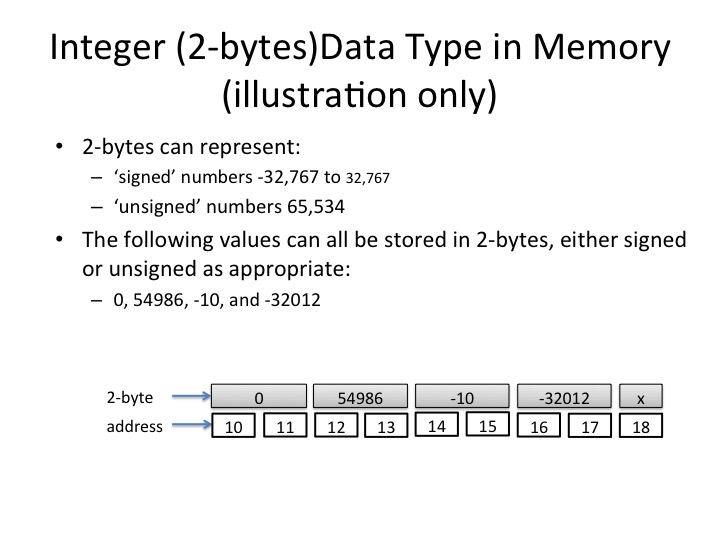 Integer (2-bytes)Data Type in Memory
(illustration only)
• 2-bytes can represent:
– ‘signed’ numbers -32,767 to 32,767
– ‘unsigned’ numbers 65,534
• The following values can all be stored in 2-bytes, either signed
or unsigned as appropriate:
– 0, 54986, -10, and -32012
2-byte 0 54986 -10 -32012 x
address 10 11 12 13 14 15 16 17 18